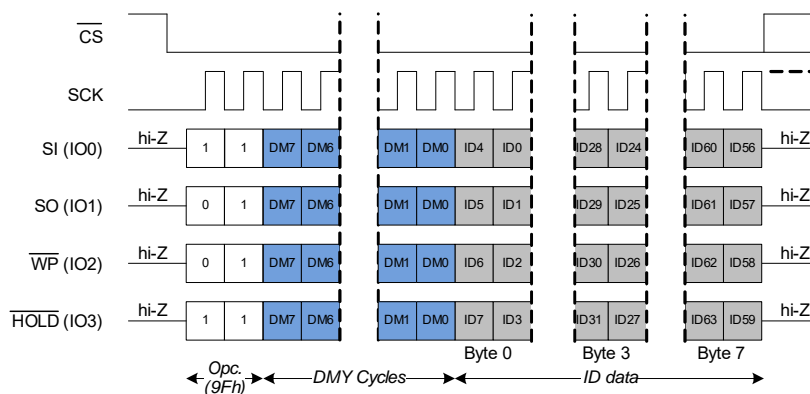 CS
SCK
SI (IO0) hi-Z 1 1 DM7 DM6 DM1 DM0 ID4 ID0 ID28 ID24 ID60 ID56 hi-Z
SO (IO1) hi-Z 0 1 DM7 DM6 DM1 DM0 ID5 ID1 ID29 ID25 ID61 ID57 hi-Z
WP (IO2) hi-Z 0 1 DM7 DM6 DM1 DM0 ID6 ID2 ID30 ID26 ID62 ID58 hi-Z
HOLD (IO3) hi-Z 1 1 DM7 DM6 DM1 DM0 ID7 ID3 ID31 ID27 ID63 ID59 hi-Z
Byte 0 Byte 3 Byte 7
Opc.
(9Fh)
DMY Cycles
ID data